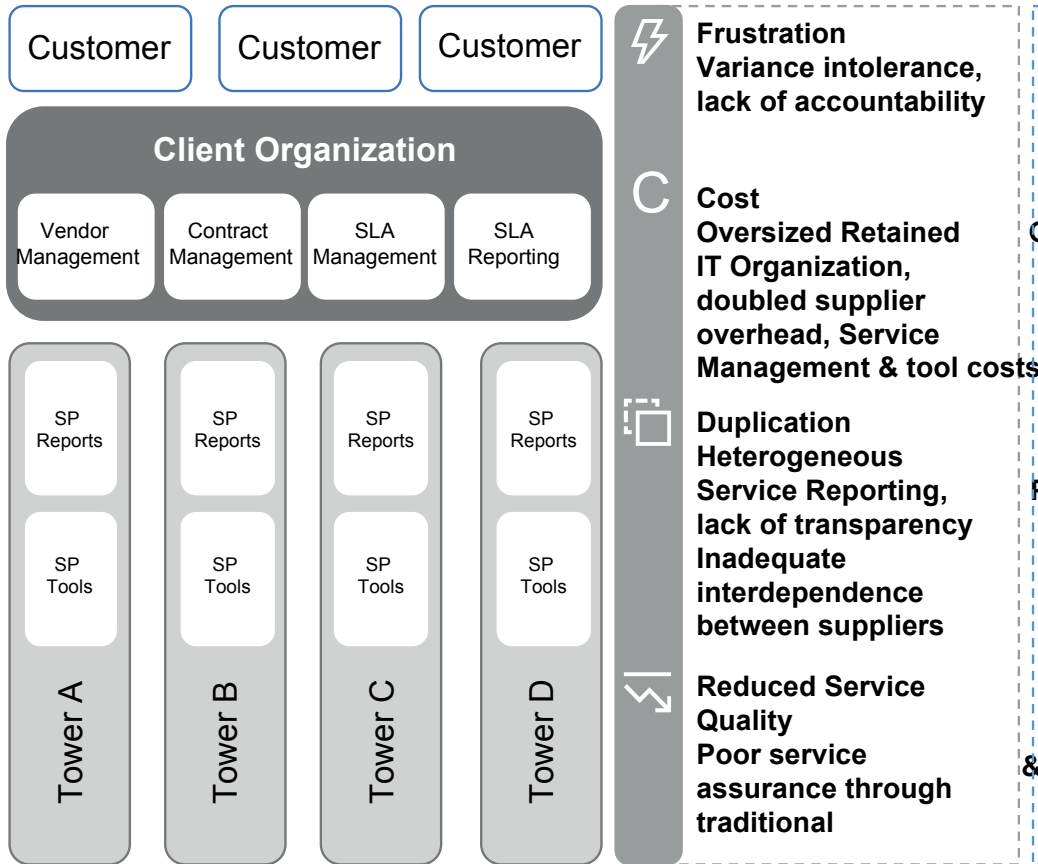 Customer
Customer
Customer
Client Organization
Vendor
Management
Contract
Management
SLA
Management
SLA
Reporting
SP
Reports
SP
Reports
SP
Reports
SP
Reports
SP
Tools
SP
Tools
SP
Tools
SP
Tools
Tower A
Tower B
Tower C
Tower D
Frustration
Variance intolerance,
lack of accountability
C
Cost
Oversized Retained
IT Organization,
doubled supplier
overhead, Service
Management & tool costs
Duplication
Heterogeneous
Service Reporting,
lack of transparency
Inadequate
interdependence
between suppliers
Reduced Service
Quality
Poor service
assurance through
traditional
&